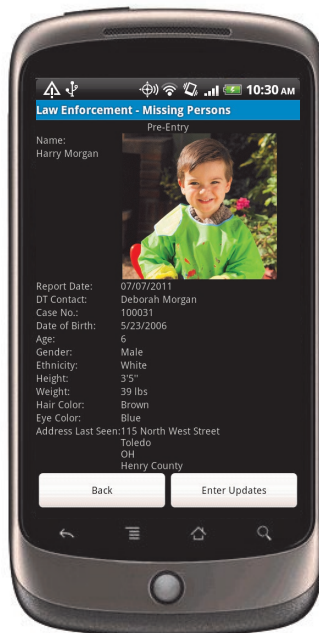 10:30 AM
Law Enforcement - Missing Persons
Pre-Entry
Name:
Harry Morgan
Report Date: 07/07/2011
DT Contact: Deborah Morgan
Case No.: 100031
Date of Birth: 5/23/2006
Age: 6
Gender: Male
Ethnicity: White
Height: 3'5"
Weight: 39 lbs
Hair Color: Brown
Eye Color: Blue
Address Last Seen: 115 North West Street
Toledo
OH
Henry County
Back Enter Updates